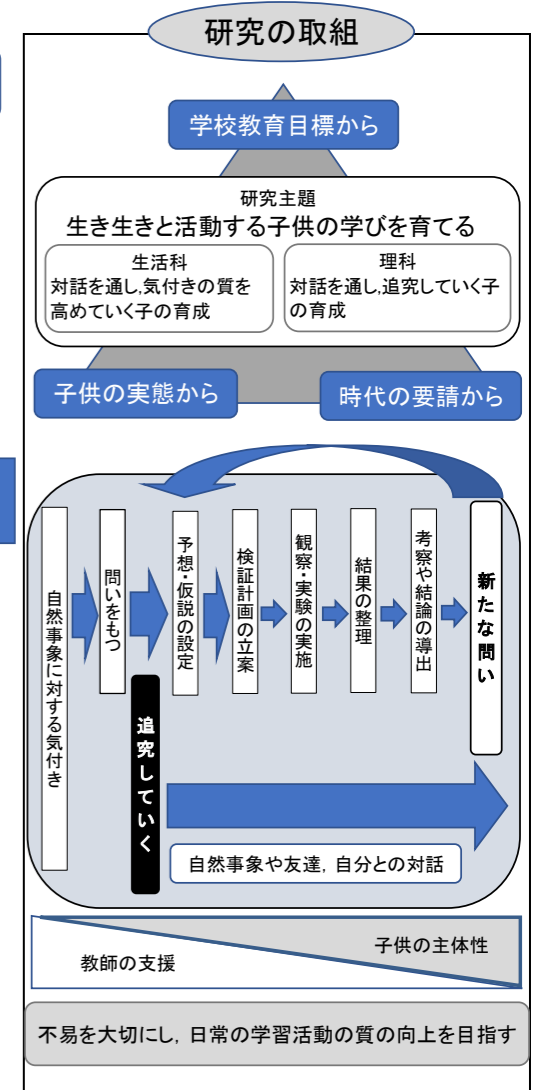 研究の取組
学校教育目標から
研究主題
生き生きと活動する子供の学びを育てる
生活科
対話を通し,気付きの質を
高めていく子の育成
理科
対話を通し,追究していく子
の育成
子供の実態から
時代の要請から
自然事象に対する気付き
問いをもつ
予想・仮説の設定
検証計画の立案
観察・実験の実施
結果の整理
考察や結論の導出
新たな問い
追究していく
自然事象や友達，自分との対話
教師の支援
子供の主体性
不易を大切にし，日常の学習活動の質の向上を目指す